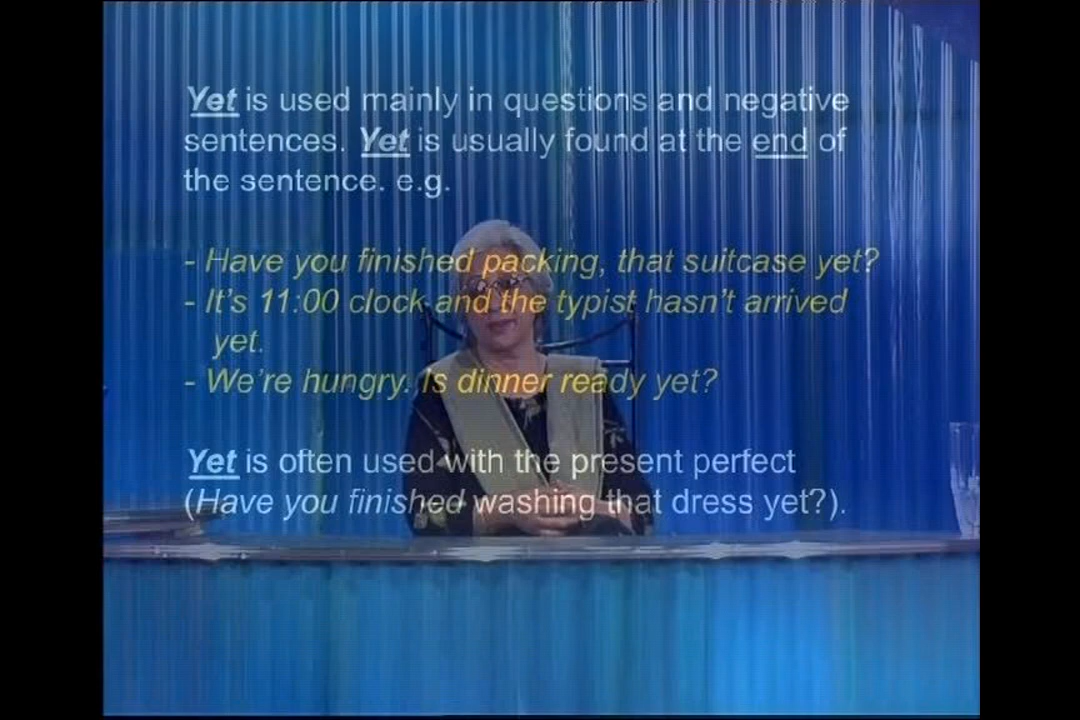 Yet is used mainly in questions and negative
sentences. Yet is usually found at the end of
the sentence. e.g.
- Have you finished packing, that suitcase yet?
- It's 11:00 clock and the typist hasn't arrived
yet.
- We're hungry. Is dinner ready yet?
Yet is often used with the present perfect
(Have you finished washing that dress yet?).